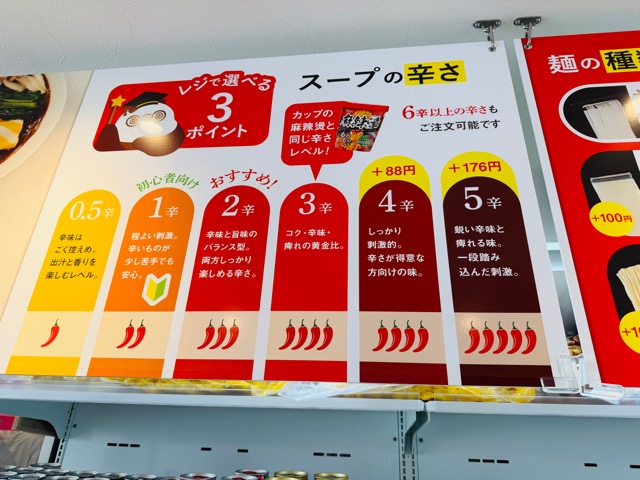 レジで選べる
3
ポイント
スープの辛さ
カップの
麻辣燙と
同じ辛さ
レベル!
6辛以上の辛さも
ご注文可能です
初心者向け
おすすめ!
+88円
+176円
0.5辛
辛味は
ごく控えめ。
出汁と香りを
楽しむレベル。
1辛
程よい刺激。
辛いものが
少し苦手でも
安心。
2辛
辛味と旨味の
バランス型。
両方しっかり
楽しめる辛さ。
3辛
コク・辛味・
痺れの黄金比。
4辛
しっかり
刺激的。
辛さが得意な
方向けの味。
5辛
鋭い辛味と
痺れる味。
一段踏み
込んだ刺激。
麺の種
+100円